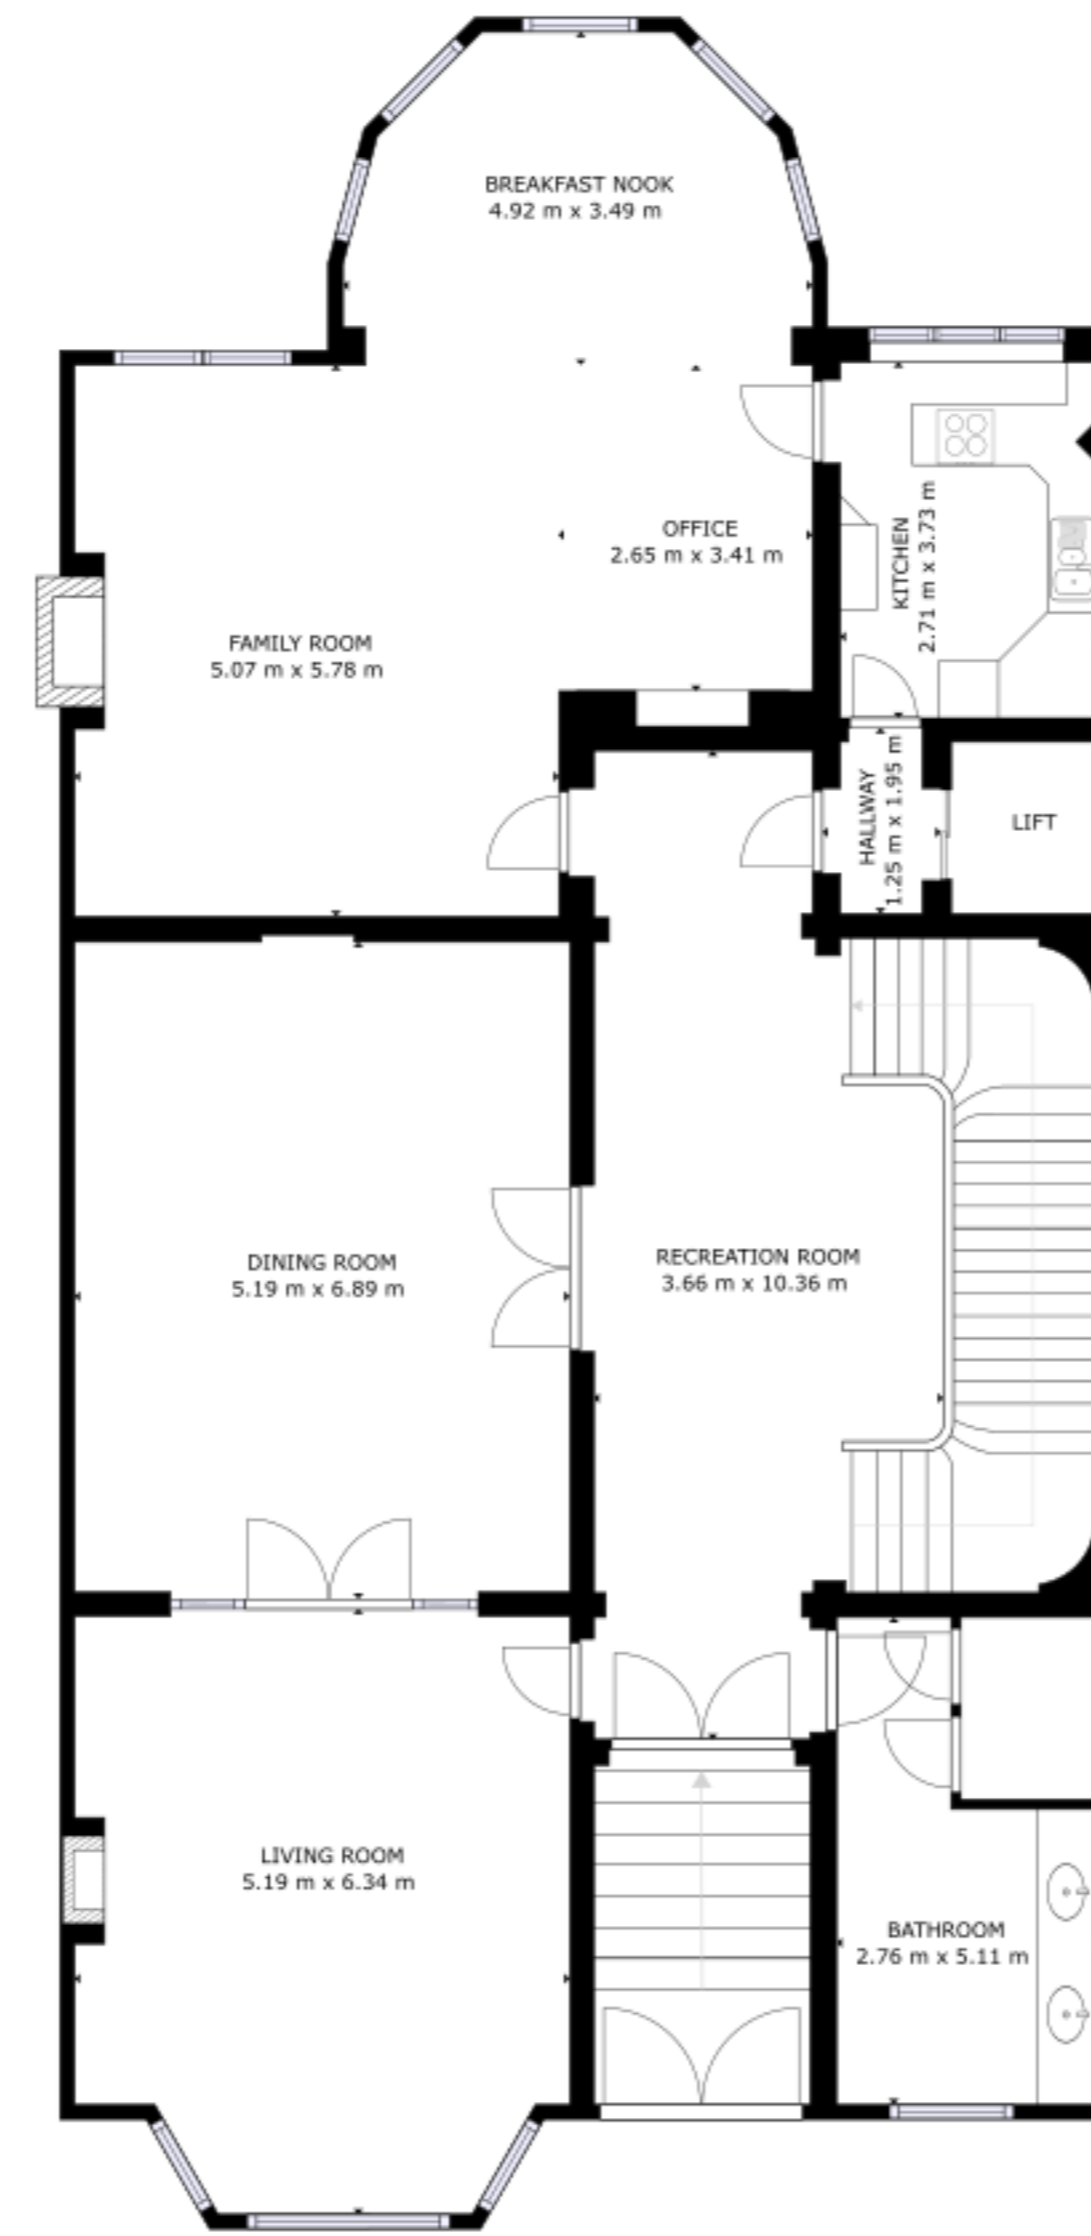 BREAKFAST NOOK
4.92 m x 3.49 m
OFFICE
2.65 m x 3.41 m
KITCHEN
2.71 m x 3.73 m
FAMILY ROOM
5.07 m x 5.78 m
HALLWAY
1.25 m x 1.95 m
LIFT
DINING ROOM
5.19 m x 6.89 m
RECREATION ROOM
3.66 m x 10.36 m
LIVING ROOM
5.19 m x 6.34 m
BATHROOM
2.76 m x 5.11 m